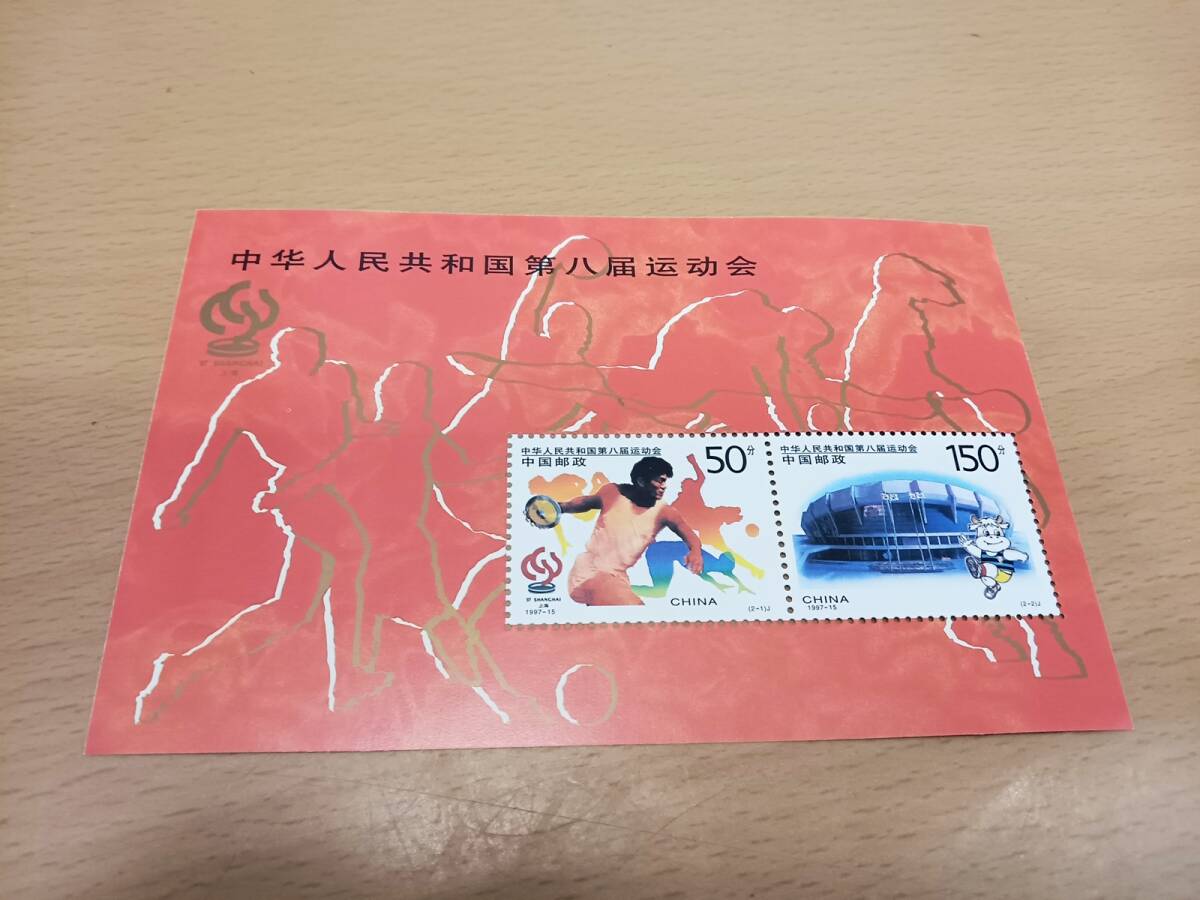 中华人民共和国第八届运动会
97 SHANGHAI
上海
中华人民共和国第八届运动会
中国邮政
50分
97 SHANGHAI
上海
1997-15
CHINA
(2-1)J
中华人民共和国第八届运动会
中国邮政
150分
CHINA
1997-15
(2-2)J